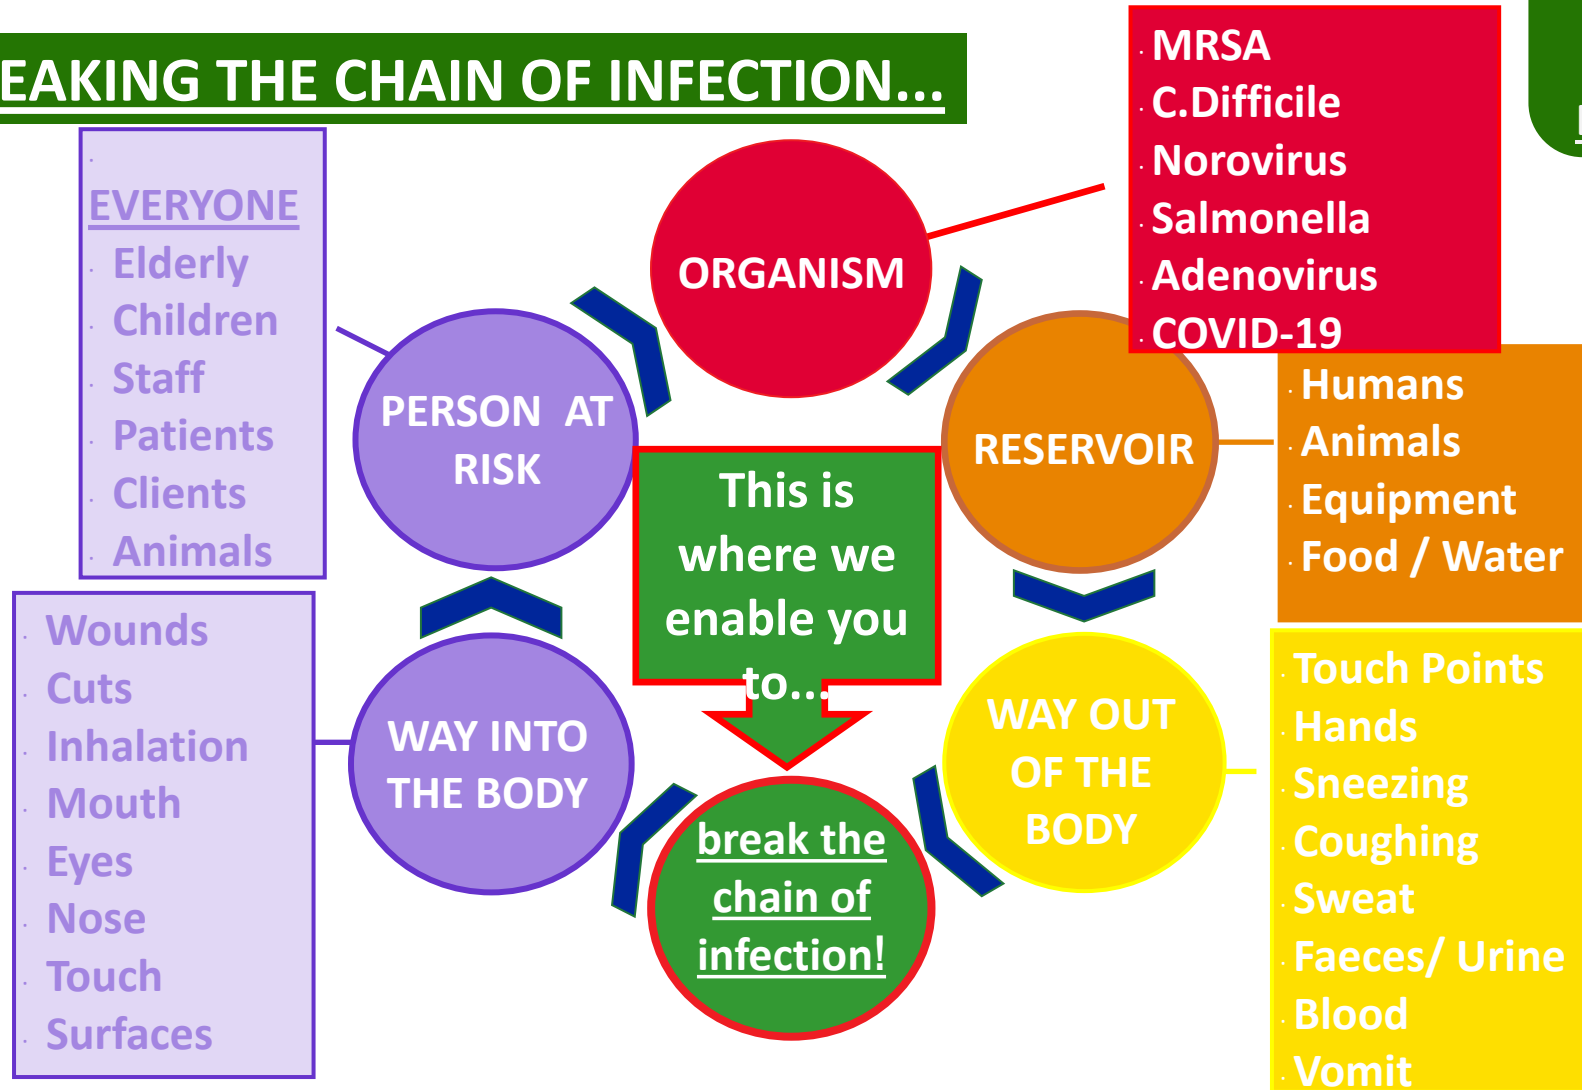 EAKING THE CHAIN OF INFECTION...
MRSA
C.Difficile
Norovirus
Salmonella
Adenovirus
COVID-19
EVERYONE
Elderly
Children
Staff
Patients
Clients
Animals
ORGANISM
PERSON AT
RISK
RESERVOIR
Humans
Animals
Equipment
Food / Water
This is
where we
enable you
to...
Wounds
Cuts
Inhalation
Mouth
Eyes
Nose
Touch
Surfaces
WAY INTO
THE BODY
WAY OUT
OF THE
BODY
Touch Points
Hands
Sneezing
Coughing
Sweat
Faeces/ Urine
Blood
Vomit
break the
chain of
infection!